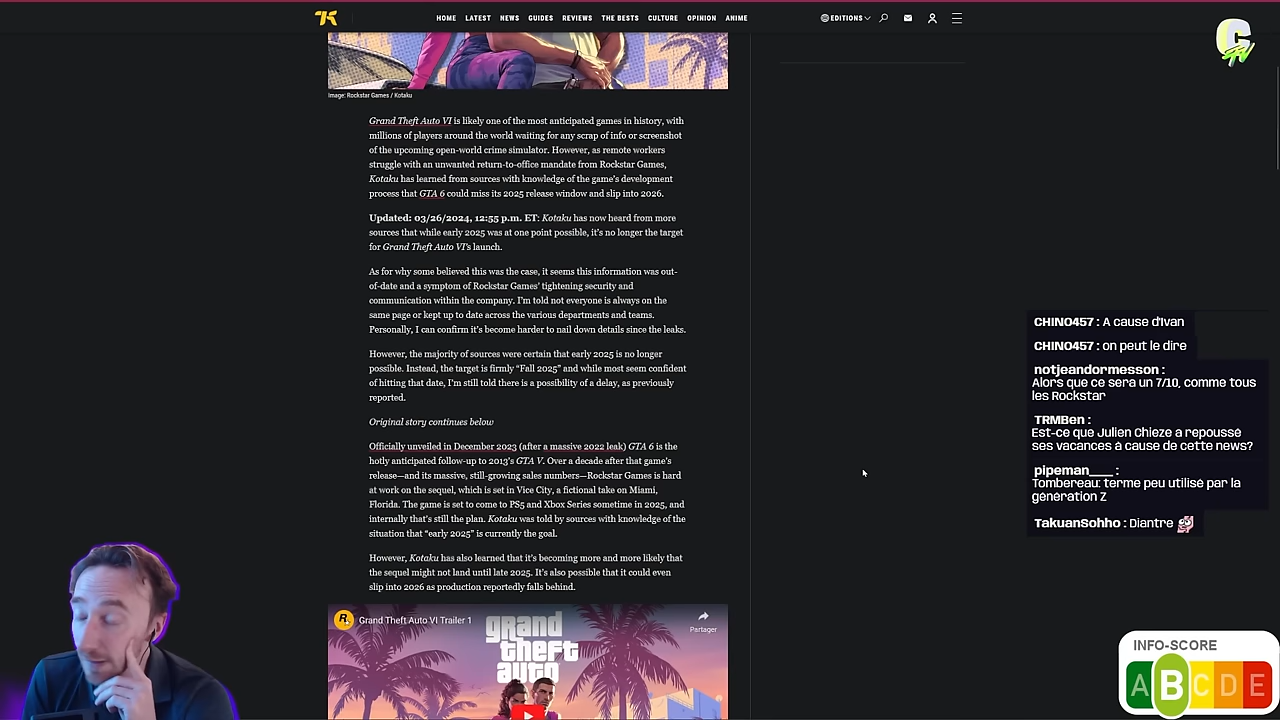 HOME LATEST NEWS GUIDES REVIEWS THE BESTS CULTURE OPINION ANIME
EDITIONS
Image: Rockstar Games / Kotaku
Grand Theft Auto VI is likely one of the most anticipated games in history, with
millions of players around the world waiting for any scrap of info or screenshot
of the upcoming open-world crime simulator. However, as remote workers
struggle with an unwanted return-to-office mandate from Rockstar Games,
Kotaku has learned from sources with knowledge of the game's development
process that GTA 6 could miss its 2025 release window and slip into 2026.
Updated: 03/26/2024, 12:55 p.m. ET: Kotaku has now heard from more
sources that while early 2025 was at one point possible, it's no longer the target
for Grand Theft Auto VI's launch.
As for why some believed this was the case, it seems this information was out-
of-date and a symptom of Rockstar Games' tightening security and
communication within the company. I'm told not everyone is always on the
same page or kept up to date across the various departments and teams.
Personally, I can confirm it's become harder to nail down details since the leaks.
However, the majority of sources were certain that early 2025 is no longer
possible. Instead, the target is firmly "Fall 2025" and while most seem confident
of hitting that date, I'm still told there is a possibility of a delay, as previously
reported.
Original story continues below
Officially unveiled in December 2023 (after a massive 2022 leak) GTA 6 is the
hotly anticipated follow-up to 2013's GTA V. Over a decade after that game's
release—and its massive, still-growing sales numbers—Rockstar Games is hard
at work on the sequel, which is set in Vice City, a fictional take on Miami,
Florida. The game is set to come to PS5 and Xbox Series sometime in 2025, and
internally that's still the plan. Kotaku was told by sources with knowledge of the
situation that "early 2025" is currently the goal.
However, Kotaku has also learned that it's becoming more and more likely that
the sequel might not land until late 2025. It's also possible that it could even
slip into 2026 as production reportedly falls behind.
R
Grand Theft Auto VI Trailer 1
Partager
grand
theft
auto
C
TV
CHINO457 : A cause d'Ivan
CHINO457 : on peut le dire
notjeandormesson :
Alors que ce sera un 7/10, comme tous
les Rockstar
TRMBen :
Est-ce que Julien Chieze a repoussé
ses vacances à cause de cette news?
pipeman___ :
Tombereau: terme peu utilisé par la
génération Z
TakuanSohho : Diantre
INFO-SCORE
A B C D E